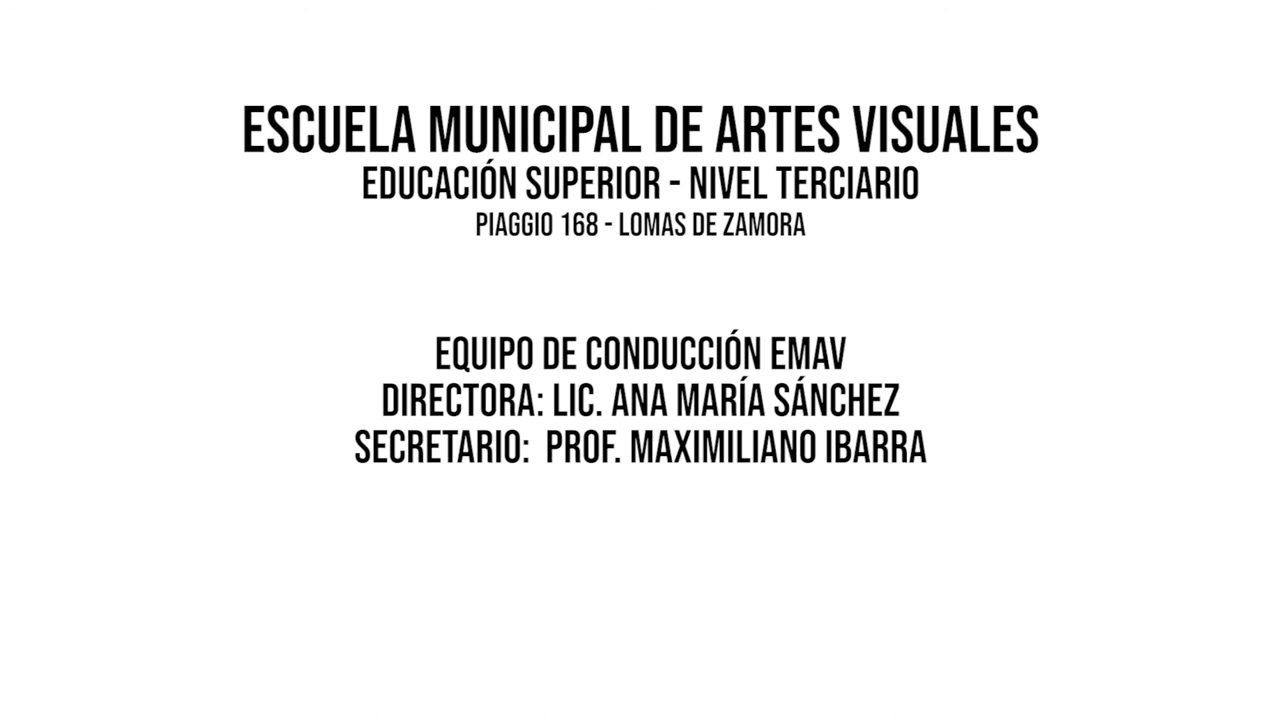 ESCUELA MUNICIPAL DE ARTES VISUALES
EDUCACIÓN SUPERIOR - NIVEL TERCIARIO
PIAGGIO 168 - LOMAS DE ZAMORA
EQUIPO DE CONDUCCIÓN EMAV
DIRECTORA: LIC. ANA MARÍA SÁNCHEZ
SECRETARIO:  PROF. MAXIMILIANO IBARRA